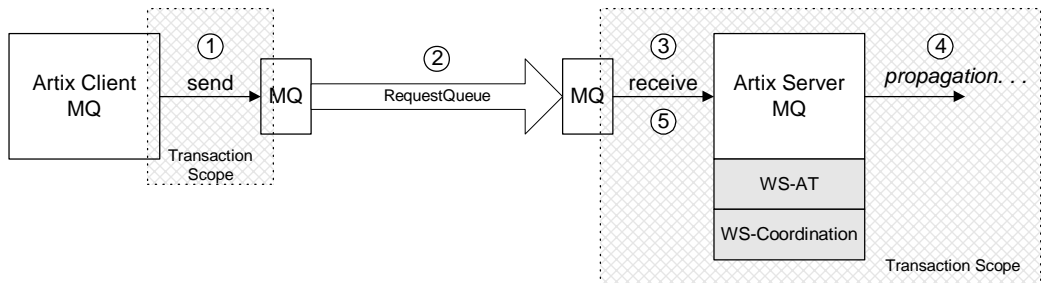 Artix Client
MQ
①
send
Transaction
Scope
MQ
②
RequestQueue
MQ
③
receive
⑤
Artix Server
MQ
WS-AT
WS-Coordination
④
propagation. . .
Transaction Scope